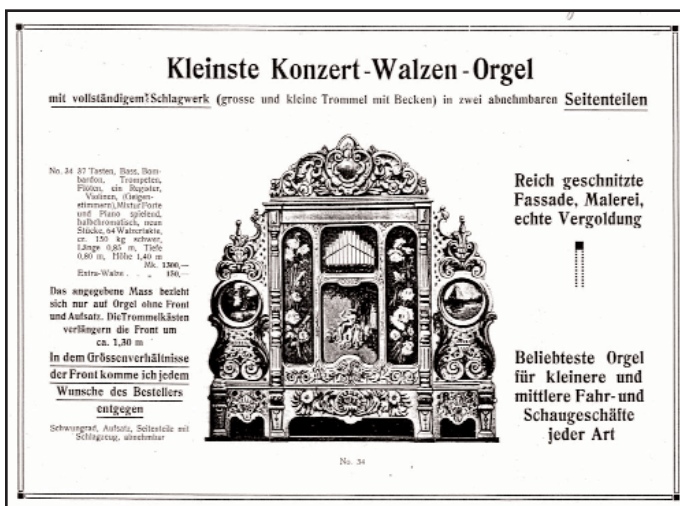 Kleinste Konzert-Walzen-Orgel
mit vollständigem Schlagwerk (grosse und kleine Trommel mit Becken) in zwei abnehmbaren Seitenteilen
No. 34 37 Tasten, Bass, Bom-
bardon, Trompeten,
Flöten, ein Register,
Violinen, (Geigen-
stimmern), Mixtur Forte
und Piano spielend,
halbchromatisch, neun
Stücke, 64 Walzertakte,
ca. 150 kg schwer,
Länge 0,85 m, Tiefe
0,80 m, Höhe 1,40 m
Mk. 1300,—
Extra-Walze . . „ 150,—
Das angegebene Mass bezieht
sich nur auf Orgel ohne Front
und Aufsatz. Die Trommelkästen
verlängern die Front um
ca. 1,30 m
In dem Grössenverhältnisse
der Front komme ich jedem
Wunsche des Bestellers
entgegen
Schwungrad, Aufsatz, Seitenteile mit
Schlagzeug, abnehmbar
Reich geschnitzte
Fassade, Malerei,
echte Vergoldung
Beliebteste Orgel
für kleinere und
mittlere Fahr- und
Schaugeschäfte
jeder Art
No. 34